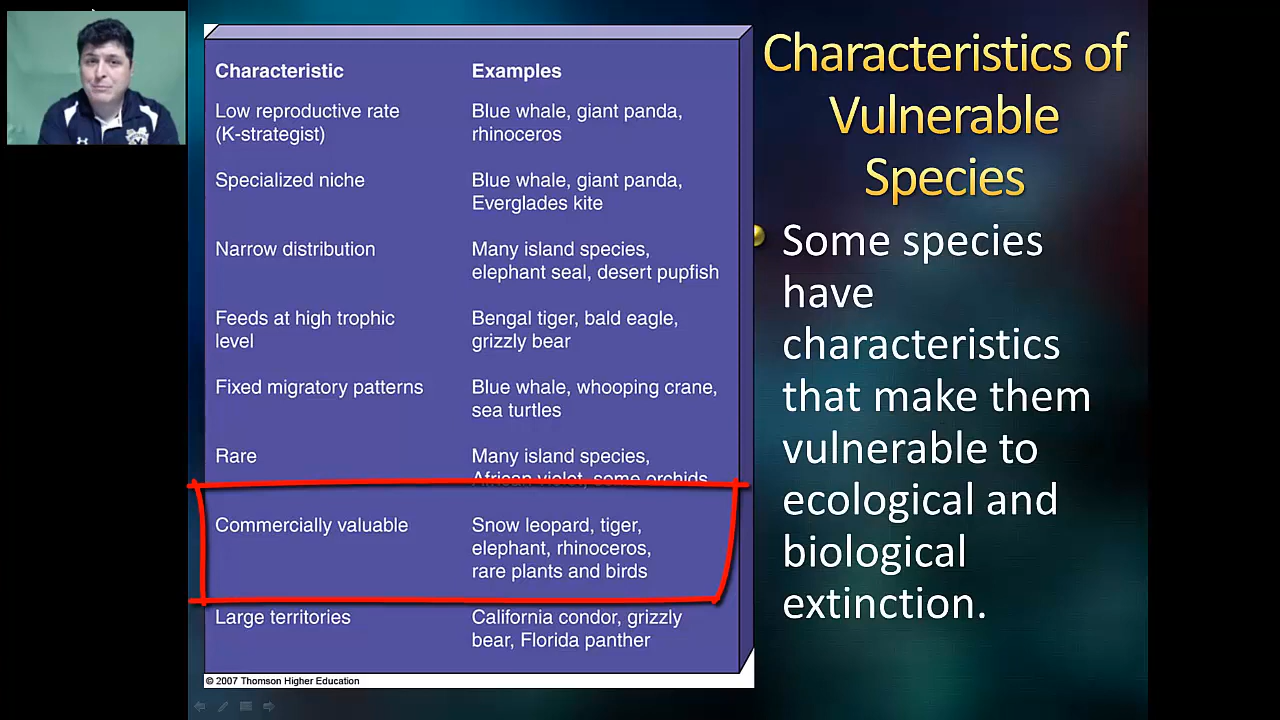 Characteristics of
Vulnerable
Species
Characteristic Examples
Low reproductive rate Blue whale, giant panda,
(K-strategist) rhinoceros
Specialized niche Blue whale, giant panda,
Everglades kite
Narrow distribution Many island species,
elephant seal, desert pupfish
Feeds at high trophic Bengal tiger, bald eagle,
level grizzly bear
Fixed migratory patterns Blue whale, whooping crane,
sea turtles
Rare Many island species,
African violet, some orchids
Commercially valuable Snow leopard, tiger,
elephant, rhinoceros,
rare plants and birds
Large territories California condor, grizzly
bear, Florida panther
© 2007 Thomson Higher Education
Some species
have
characteristics
that make them
vulnerable to
ecological and
biological
extinction.